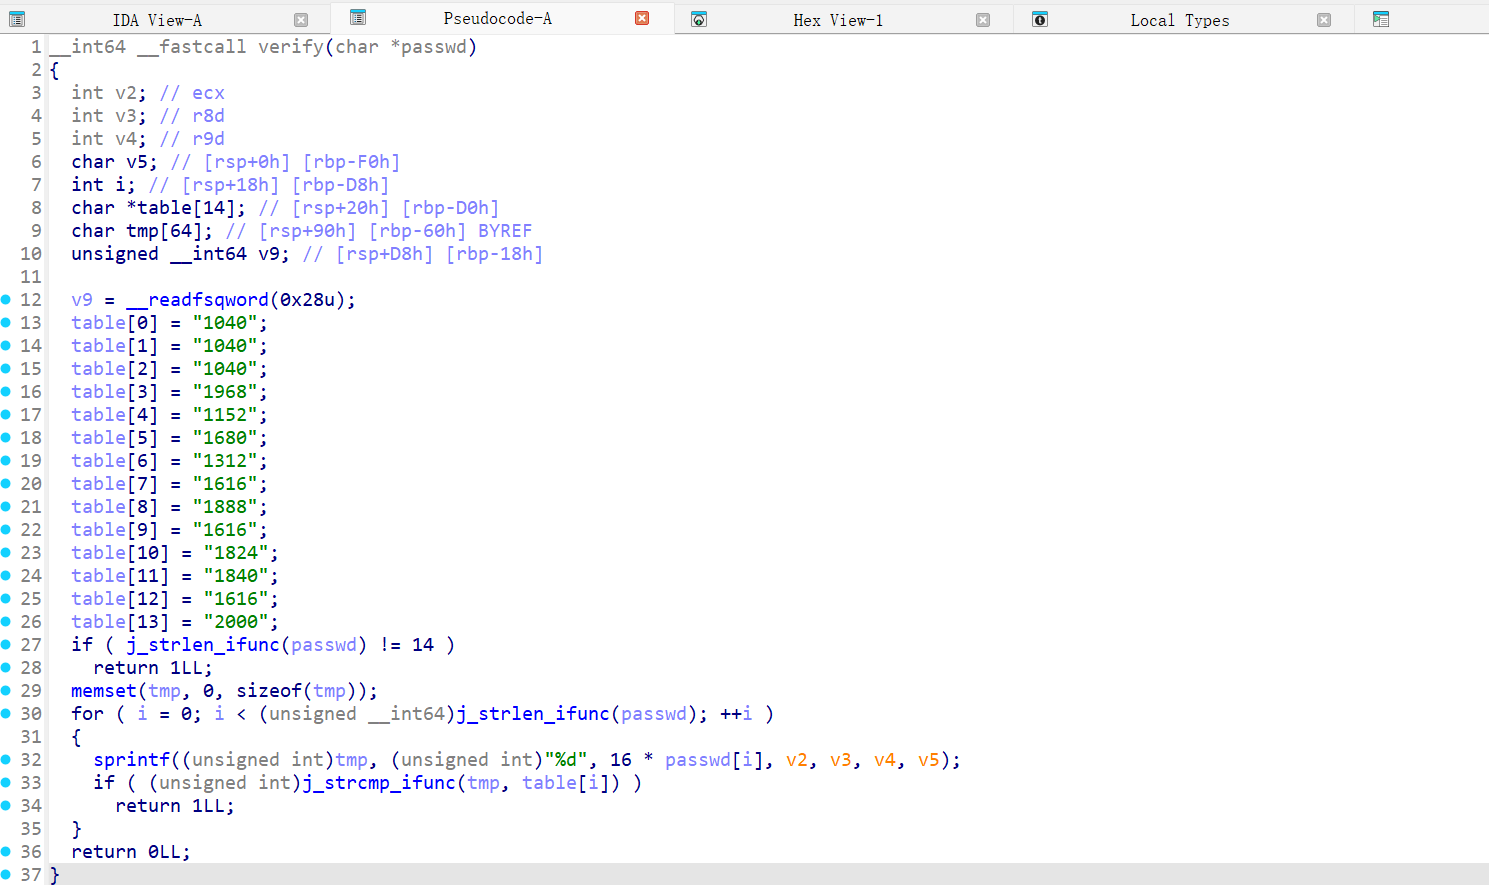 IDA View-A Pseudocode-A Hex View-1 Local Types
1 __int64 __fastcall verify(char *passwd)
2 {
3   int v2; // ecx
4   int v3; // r8d
5   int v4; // r9d
6   char v5; // [rsp+0h] [rbp-F0h]
7   int i; // [rsp+18h] [rbp-D8h]
8   char *table[14]; // [rsp+20h] [rbp-D0h]
9   char tmp[64]; // [rsp+90h] [rbp-60h] BYREF
10   unsigned __int64 v9; // [rsp+D8h] [rbp-18h]
11
12   v9 = __readfsqword(0x28u);
13   table[0] = "1040";
14   table[1] = "1040";
15   table[2] = "1040";
16   table[3] = "1968";
17   table[4] = "1152";
18   table[5] = "1680";
19   table[6] = "1312";
20   table[7] = "1616";
21   table[8] = "1888";
22   table[9] = "1616";
23   table[10] = "1824";
24   table[11] = "1840";
25   table[12] = "1616";
26   table[13] = "2000";
27   if ( j_strlen_ifunc(passwd) != 14 )
28     return 1LL;
29   memset(tmp, 0, sizeof(tmp));
30   for ( i = 0; i < (unsigned __int64)j_strlen_ifunc(passwd); ++i )
31   {
32     sprintf((unsigned int)tmp, (unsigned int)"%d", 16 * passwd[i], v2, v3, v4, v5);
33     if ( (unsigned int)j_strcmp_ifunc(tmp, table[i]) )
34       return 1LL;
35   }
36   return 0LL;
37 }